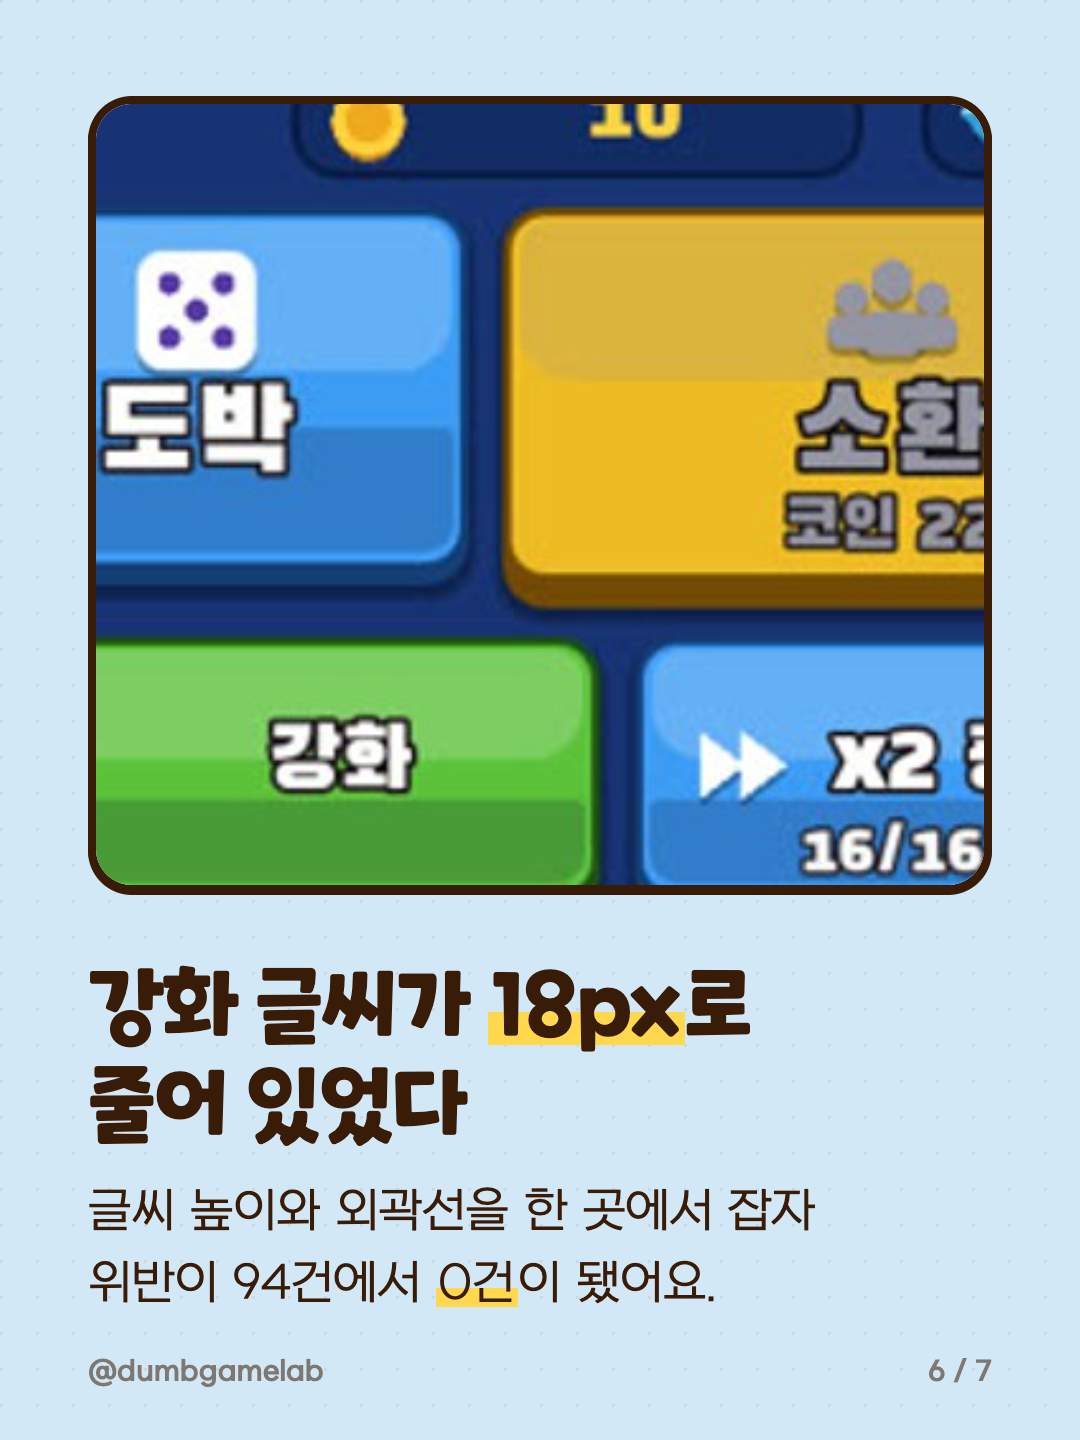 10
도박
소환
코인 22
강화
x2
16/16
강화 글씨가 18px로
줄어 있었다
글씨 높이와 외곽선을 한 곳에서 잡자
위반이 94건에서 0건이 됐어요.
@dumbgamelab
6 / 7